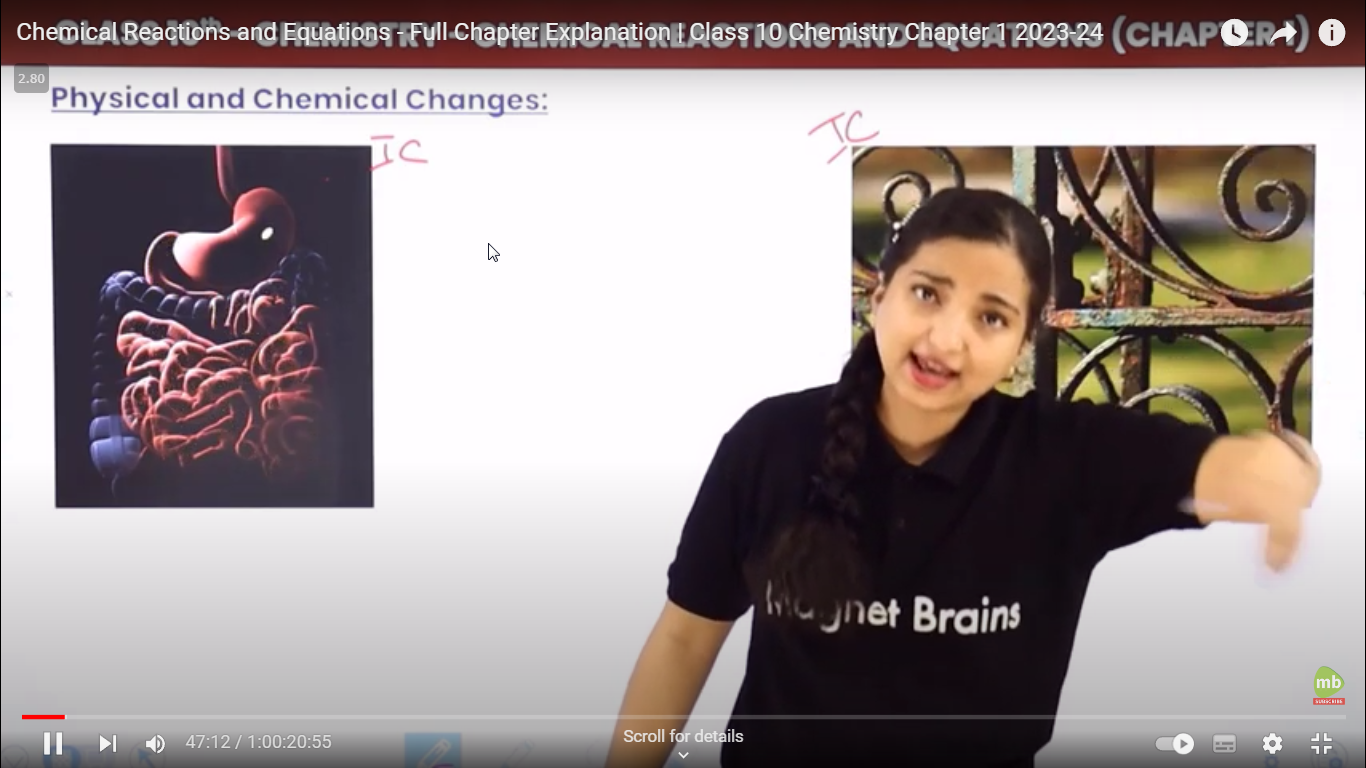 Chemical Reactions and Equations - Full Chapter Explanation | Class 10 Chemistry Chapter 1 2023-24
CLASS 10th - CHEMISTRY - CHEMICAL REACTIONS AND EQUATIONS (CHAPTER 1)
2.80
Physical and Chemical Changes:
IC
IC
Magnet Brains
mb
SUBSCRIBE
47:12 / 1:00:20:55
Scroll for details